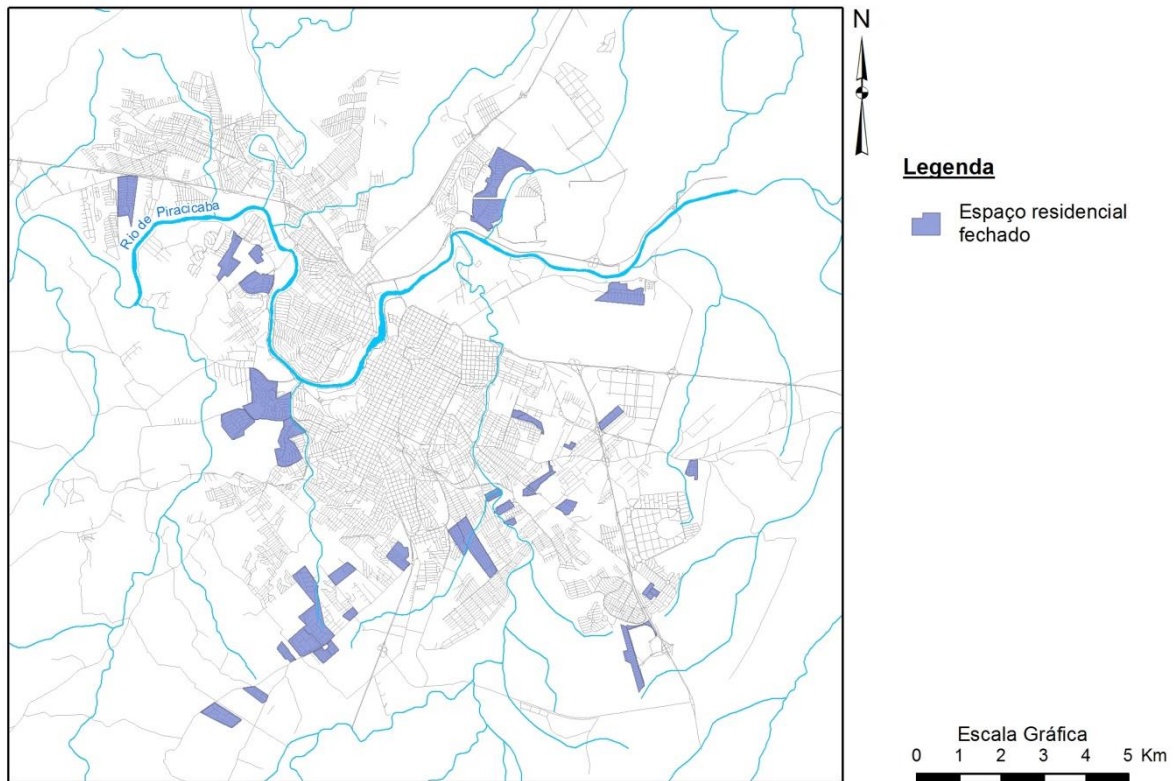 N
Rio de Piracicaba
Legenda
Espaço residencial
fechado
Escala Gráfica
0 1 2 3 4 5 Km